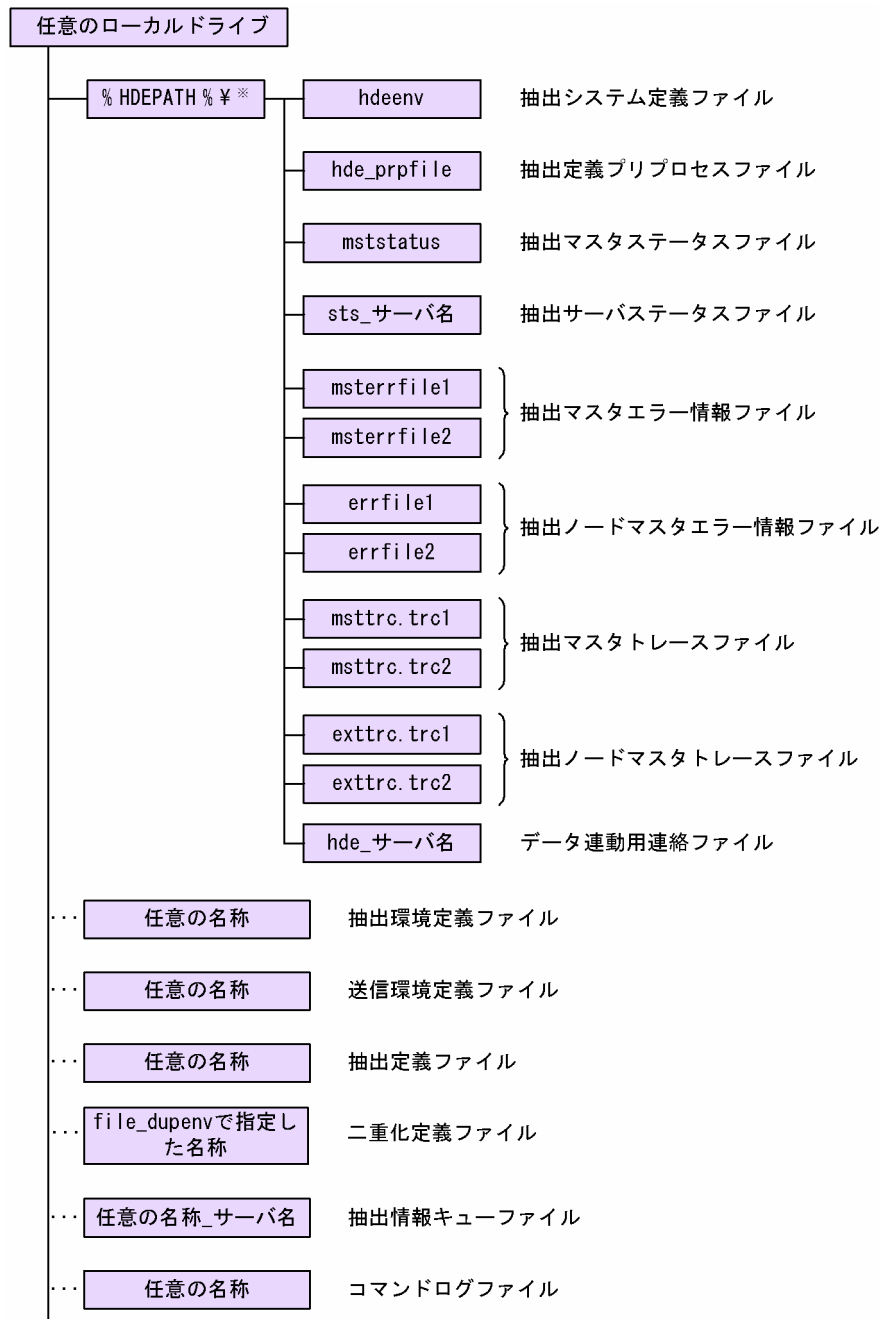 任意のローカルドライブ
%HDEPATH%¥※
hdeenv 抽出システム定義ファイル
hde_prpfile 抽出定義プリプロセスファイル
mststatus 抽出マスタステータスファイル
sts_サーバ名 抽出サーバステータスファイル
msterrfile1
抽出マスタエラー情報ファイル
msterrfile2
errfile1
抽出ノードマスタエラー情報ファイル
errfile2
msttrc.trc1
抽出マスタトレースファイル
msttrc.trc2
exttrc.trc1
抽出ノードマスタトレースファイル
exttrc.trc2
hde_サーバ名 データ連動用連絡ファイル
… 任意の名称 抽出環境定義ファイル
… 任意の名称 送信環境定義ファイル
… 任意の名称 抽出定義ファイル
file_dupenvで指定し
… た名称 二重化定義ファイル
… 任意の名称_サーバ名 抽出情報キューファイル
… 任意の名称 コマンドログファイル